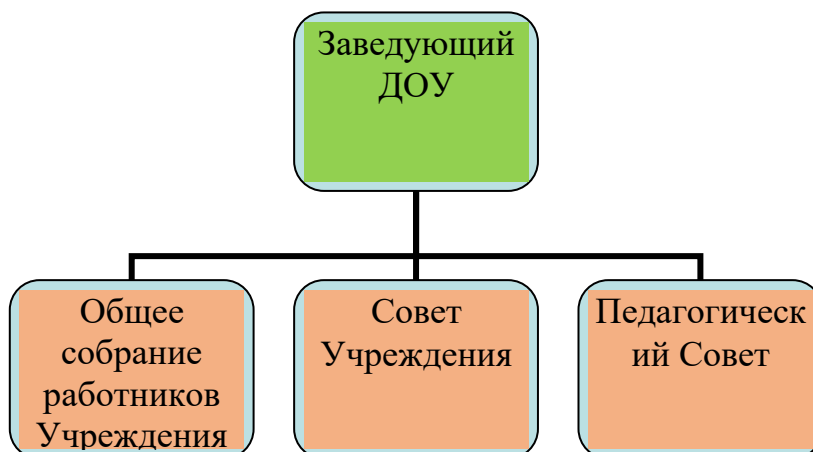 Заведующий
ДОУ
Общее
собрание
работников
Учреждения
Совет
Учреждения
Педагогическ
ий Совет